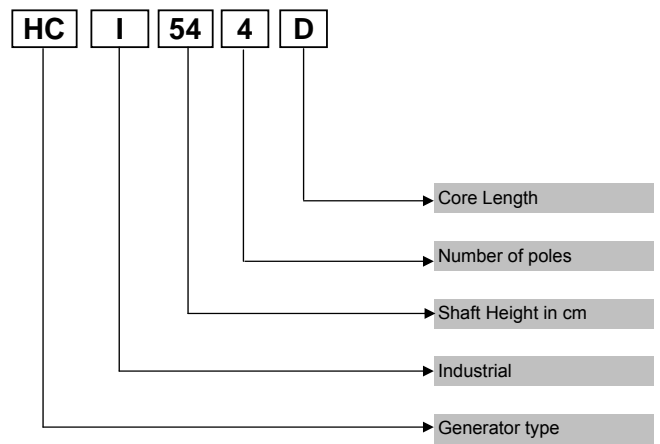 HC I 54 4 D
Core Length
Number of poles
Shaft Height in cm
Industrial
Generator type